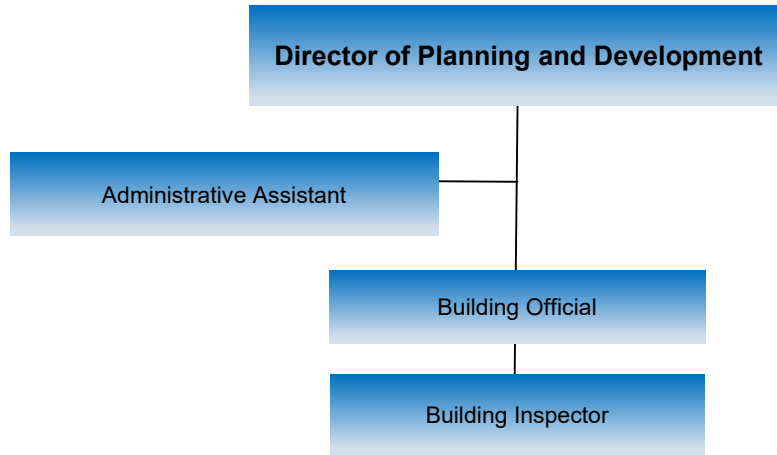 Director of Planning and Development
Administrative Assistant
Building Official
Building Inspector